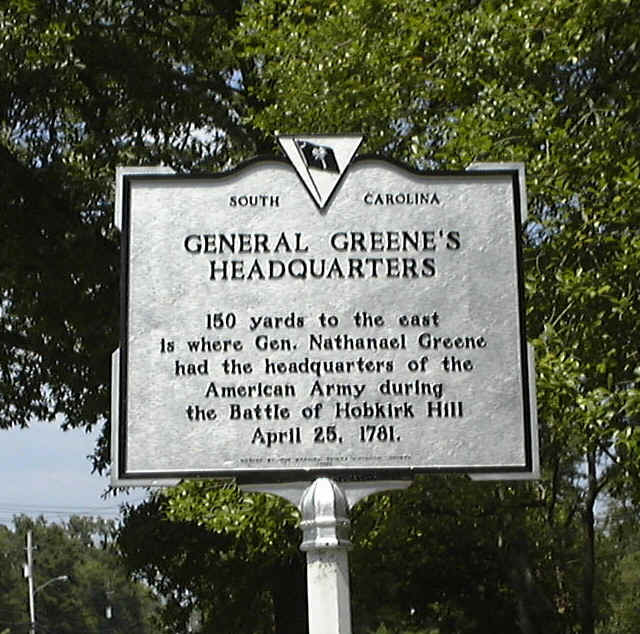 SOUTH CAROLINA
GENERAL GREENE'S
HEADQUARTERS
150 yards to the east
is where Gen. Nathanael Greene
had the headquarters of the
American Army during
the Battle of Hobkirk Hill
April 25, 1781.